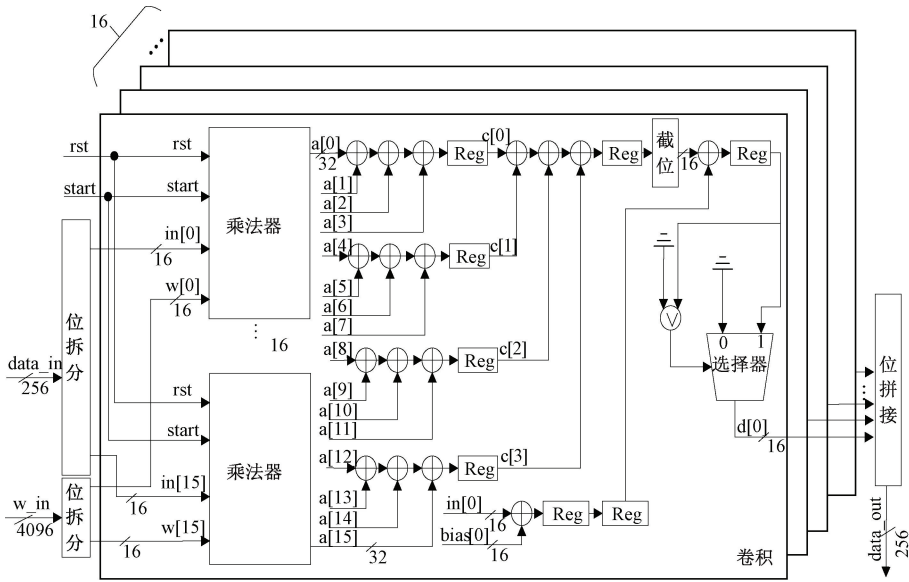 16
rst
rst
start
start
乘法器
a[0]
32
a[1]
a[2]
a[3]
Reg
c[0]
Reg
截位
16
Reg
in[0]
16
w[0]
16
a[4]
a[5]
a[6]
a[7]
Reg
c[1]
16
位拆分
data_in
256
a[8]
a[9]
a[10]
a[11]
Reg
c[2]
0
1
选择器
d[0]
16
位拼接
rst
start
乘法器
in[15]
16
w[15]
16
a[12]
a[13]
a[14]
a[15]
32
Reg
c[3]
位拆分
w_in
4096
in[0]
16
bias[0]
16
Reg
Reg
卷积
data_out
256